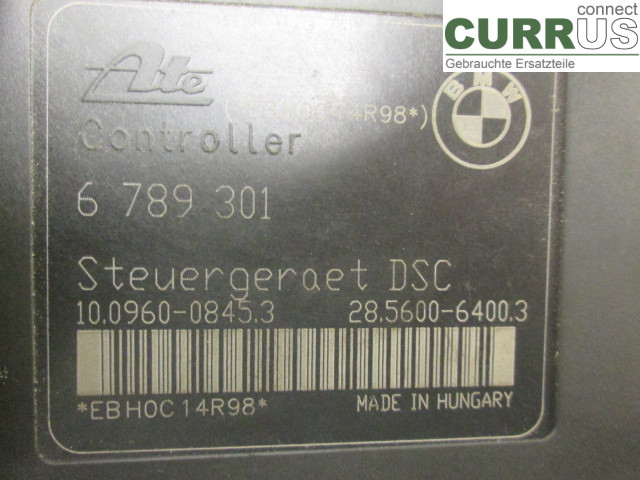 connect
CURRUS
Gebrauchte Ersatzteile
Ate
BMW
4R98*)
Controller
6 789 301
Steuergeraet DSC
10.0960-0845.3 28.5600-6400.3
*EBH0C14R98* MADE IN HUNGARY